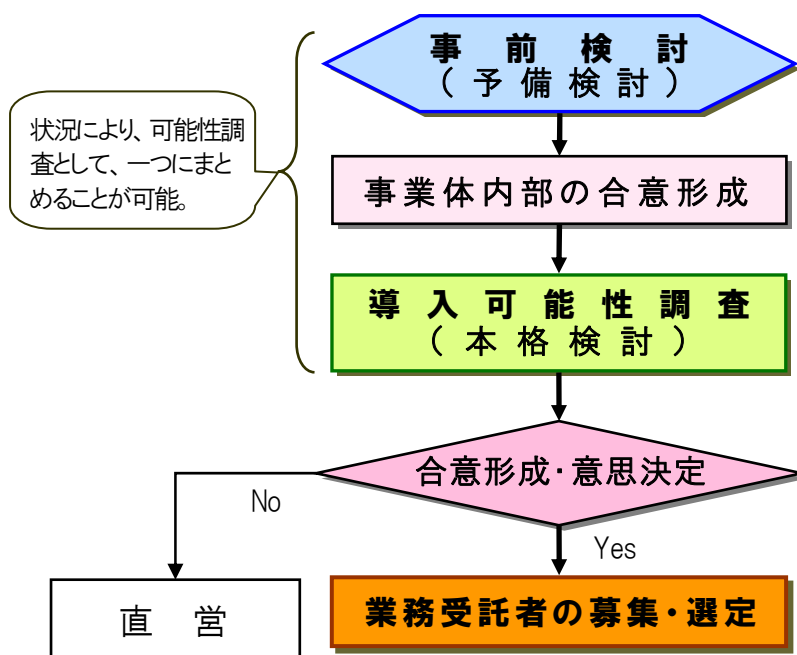 事前検討
（予備検討）
状況により、可能性調
査として、一つにまと
めることが可能。
事業体内部の合意形成
導入可能性調査
（本格検討）
合意形成・意思決定
No
Yes
直営
業務受託者の募集・選定